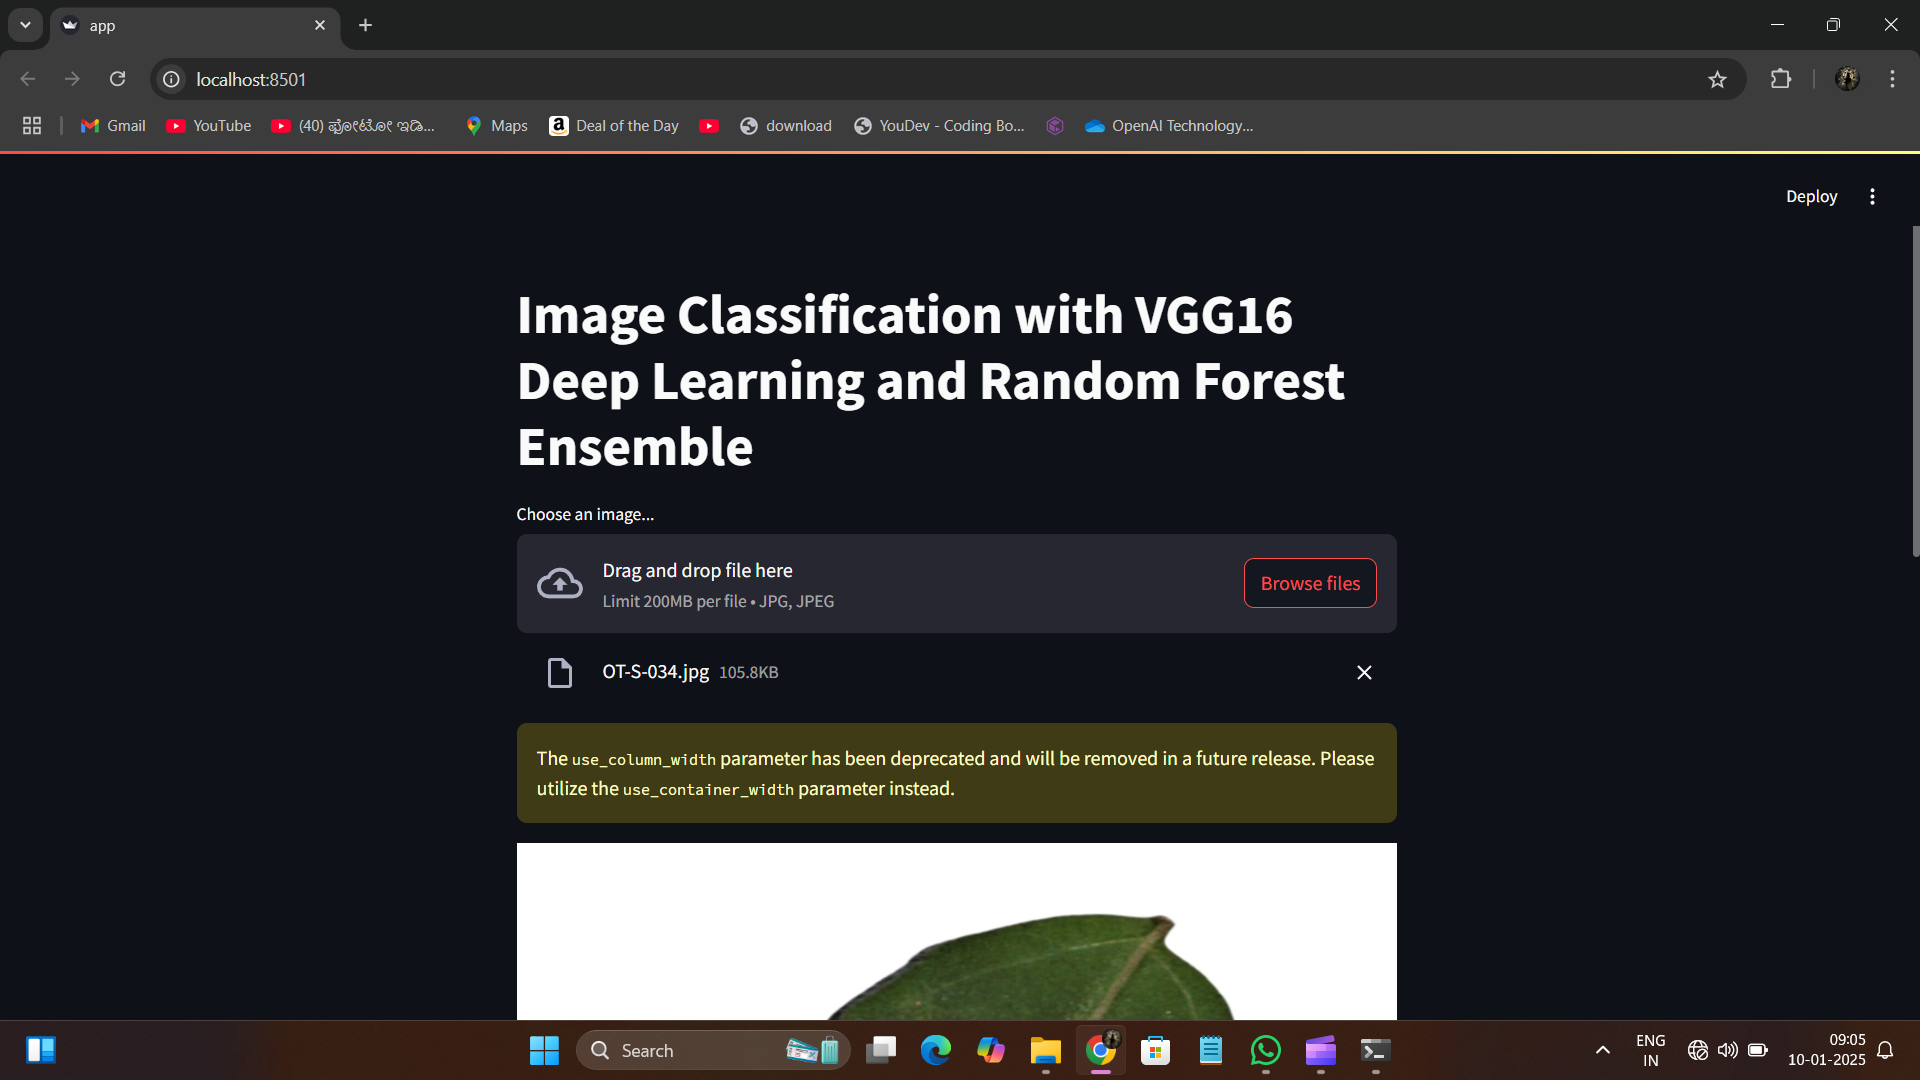 app
localhost:8501
Gmail
YouTube
(40) ಫೋಟೋ ಇಡಿ...
Maps
Deal of the Day
download
YouDev - Coding Bo...
OpenAI Technology...
Deploy
Image Classification with VGG16
Deep Learning and Random Forest
Ensemble
Choose an image...
Drag and drop file here
Limit 200MB per file • JPG, JPEG
Browse files
OT-S-034.jpg 105.8KB
The use_column_width parameter has been deprecated and will be removed in a future release. Please
utilize the use_container_width parameter instead.
Search
ENG
IN
09:05
10-01-2025